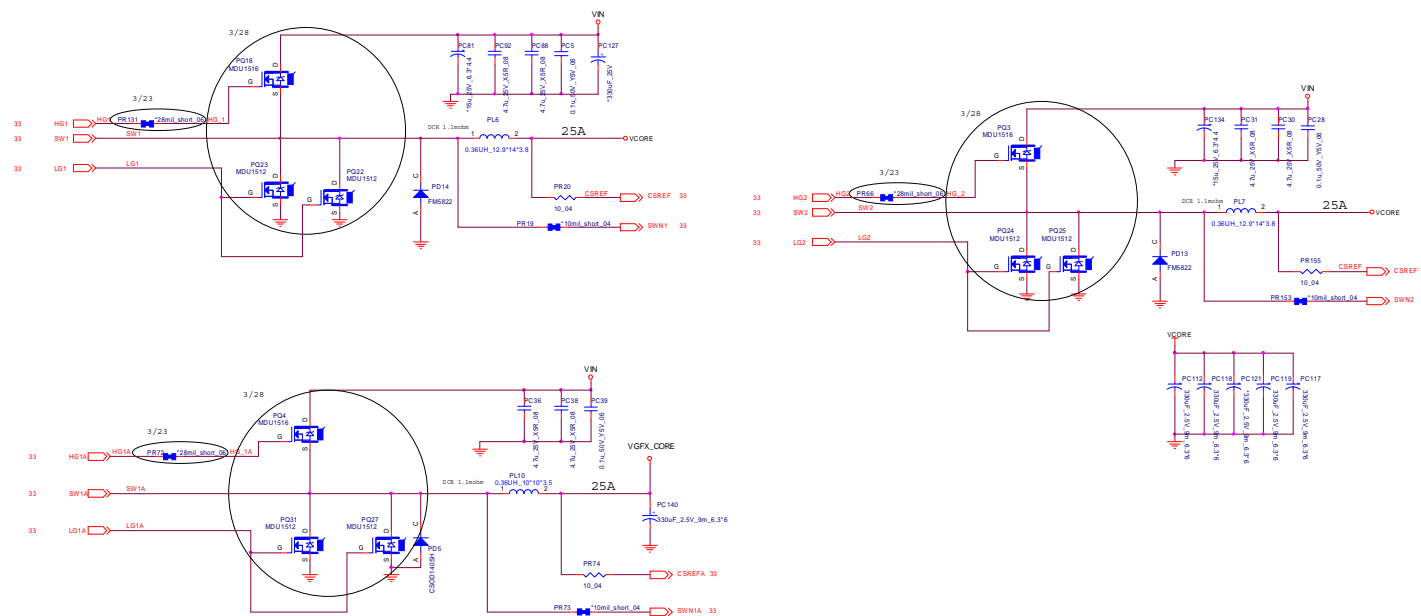 VIN
3/28
PC81
*15u_25V_6.3*4.4
PC92
4.7u_25V_X5R_08
PC88
4.7u_25V_X5R_08
PC5
0.1u_50V_Y5V_06
PC127
*330uF_25V
PQ18
MDU1516
D
G
S
3/23
33
HG1
HG1
PR131
*28mil_short_06
HG_1
33
SW1
SW1
33
LG1
LG1
PQ23
MDU1512
D
G
S
PQ22
MDU1512
D
G
S
DCR 1.1mohm
PL6
1
2
0.36UH_12.9*14*3.8
25A
VCORE
C
PD14
FM5822
A
PR20
10_04
CSREF
CSREF
33
PR19
*10mil_short_04
SWN1
33
VIN
3/28
PC134
*15u_25V_6.3*4.4
PC31
4.7u_25V_X5R_08
PC30
4.7u_25V_X5R_08
PC28
0.1u_50V_Y5V_06
PQ3
MDU1516
D
G
S
3/23
33
HG2
HG2
PR66
*28mil_short_06
HG_2
33
SW2
SW2
33
LG2
LG2
PQ24
MDU1512
D
G
S
PQ25
MDU1512
D
G
S
DCR 1.1mohm
PL7
1
2
0.36UH_12.9*14*3.8
25A
VCORE
C
PD13
FM5822
A
PR155
10_04
CSREF
CSREF
PR153
*10mil_short_04
SWN2
VCORE
PC112
330uF_2.5V_9m_6.3*6
PC118
330uF_2.5V_9m_6.3*6
PC121
*330uF_2.5V_9m_6.3*6
PC119
330uF_2.5V_9m_6.3*6
PC117
330uF_2.5V_9m_6.3*6
VIN
3/28
PC36
4.7u_25V_X5R_08
PC38
4.7u_25V_X5R_08
PC39
0.1u_50V_Y5V_06
PQ4
MDU1516
D
G
S
3/23
33
HG1A
HG1A
PR72
*28mil_short_06
HG_1A
33
SW1A
SW1A
33
LG1A
LG1A
PQ31
MDU1512
D
G
S
PQ27
MDU1512
D
G
S
C
PD5
A
CSOD140SH
DCR 1.1mohm
PL10
0.36UH_10*10*3.5
1
2
25A
VGFX_CORE
PC140
330uF_2.5V_9m_6.3*6
PR74
10_04
CSREFA
33
PR73
*10mil_short_04
SWN1A
33